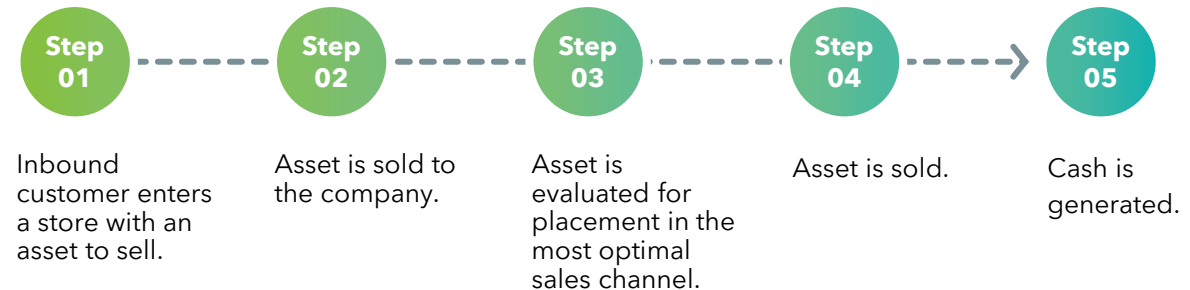 Step
01
Step
02
Step
03
Step
04
Step
05
Inbound
customer enters
a store with an
asset to sell.
Asset is sold to
the company.
Asset is
evaluated for
placement in the
most optimal
sales channel.
Asset is sold.
Cash is
generated.